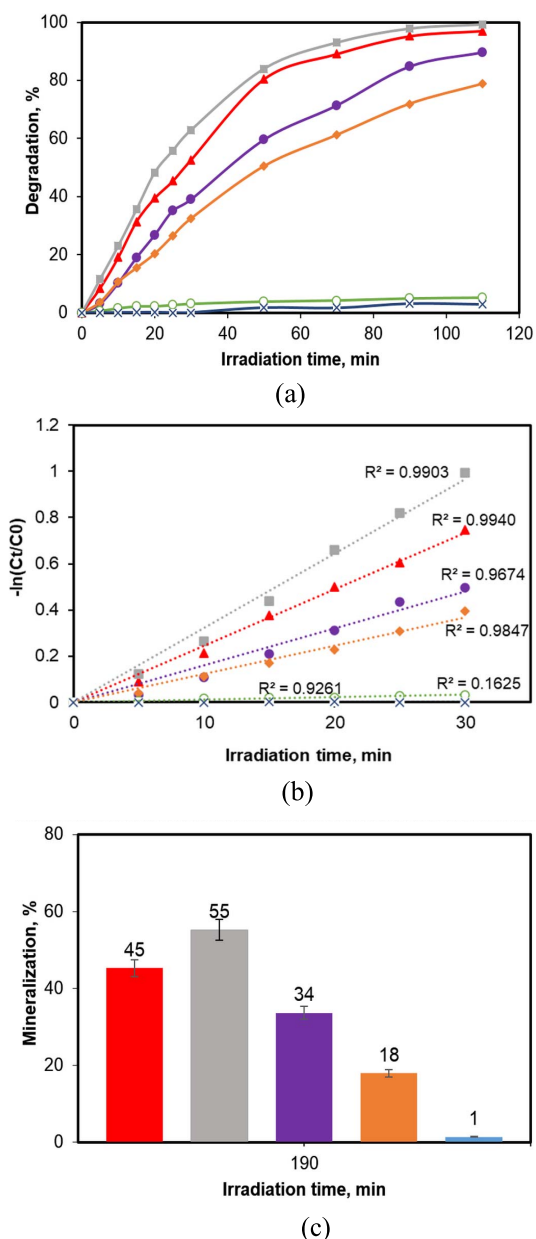 100
80
60
40
20
0
Degradation, %
0 20 40 60 80 100 120
Irradiation time, min
(a)
1.2
1
0.8
0.6
0.4
0.2
0
-ln(Ct/C0)
R² = 0.9903
R² = 0.9940
R² = 0.9674
R² = 0.9847
R² = 0.9261
R² = 0.1625
0 10 20 30
Irradiation time, min
(b)
80
60
40
20
0
Mineralization, %
45
55
34
18
1
190
Irradiation time, min
(c)